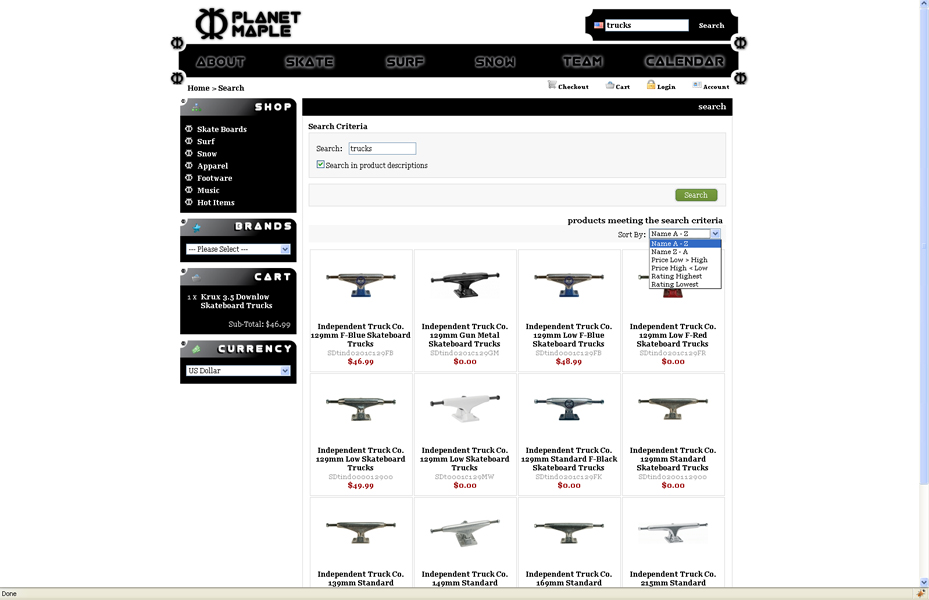 PLANET
MAPLE
trucks
Search
ABOUT
SKATE
SURF
SNOW
TEAM
CALENDAR
Home > Search
Checkout
Cart
Login
Account
SHOP
Skate Boards
Surf
Snow
Apparel
Footware
Music
Hot Items
BRANDS
--- Please Select ---
CART
1 x Krux 3.5 Downlow
Skateboard Trucks
Sub-Total: $46.99
CURRENCY
US Dollar
search
Search Criteria
Search: trucks
Search in product descriptions
Search
products meeting the search criteria
Sort By: Name A - Z
Name A - Z
Name Z - A
Price Low > High
Price High < Low
Rating Highest
Rating Lowest
Independent Truck Co.
129mm F-Blue Skateboard
Trucks
SDtind0201c129FB
$46.99
Independent Truck Co.
129mm Gun Metal
Skateboard Trucks
SDtind0201c129GM
$0.00
Independent Truck Co.
129mm Low F-Blue
Skateboard Trucks
SDtind0001c129FB
$48.99
Independent Truck Co.
129mm Low F-Red
Skateboard Trucks
SDtind0201c129FR
$0.00
Independent Truck Co.
129mm Low Skateboard
Trucks
SDtind000012900
$49.99
Independent Truck Co.
129mm Low Skateboard
Trucks
SDt0001c129MW
$0.00
Independent Truck Co.
129mm Standard F-Black
Skateboard Trucks
SDtind0201c129FK
$0.00
Independent Truck Co.
129mm Standard
Skateboard Trucks
SDtind020012900
$0.00
Independent Truck Co.
139mm Standard
Independent Truck Co.
149mm Standard
Independent Truck Co.
169mm Standard
Independent Truck Co.
215mm Standard
Done